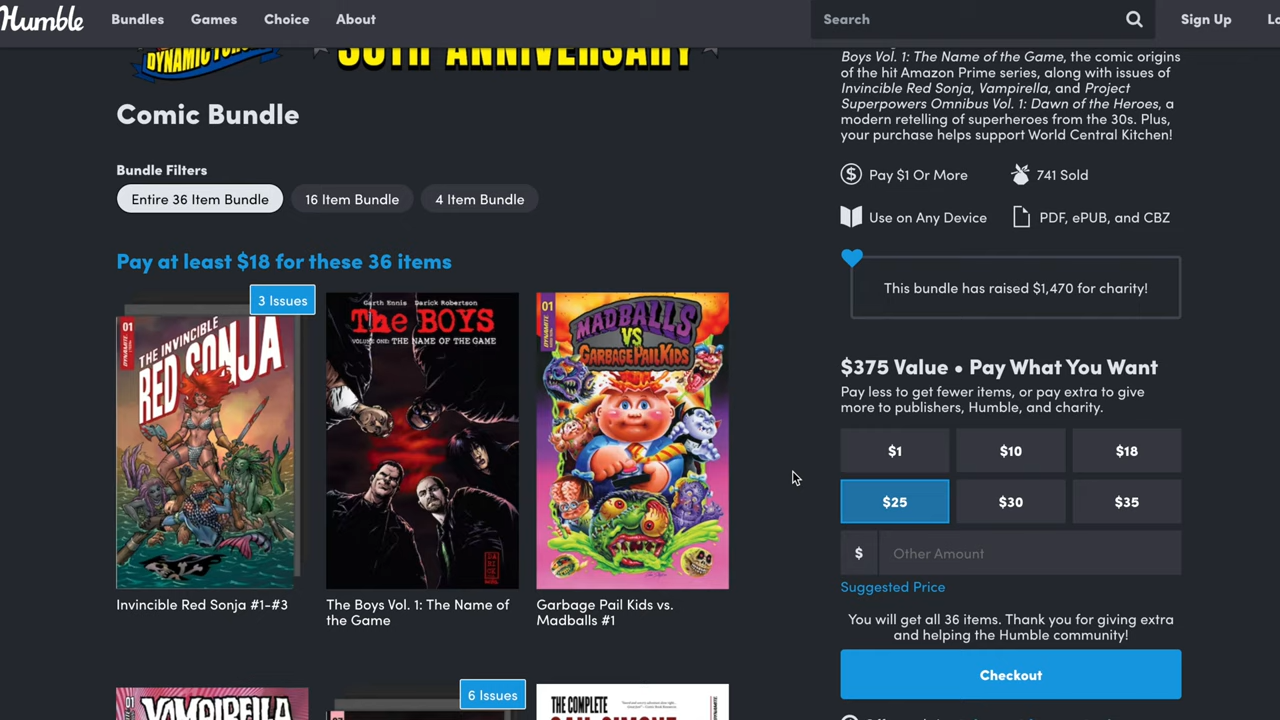 Humble
Bundles
Games
Choice
About
Search
Sign Up
DYNAMIC FORCES
30TH ANNIVERSARY
Comic Bundle
Bundle Filters
Entire 36 Item Bundle
16 Item Bundle
4 Item Bundle
Pay at least $18 for these 36 items
3 Issues
01
DYNAMITE
THE INVINCIBLE
RED SONJA
Invincible Red Sonja #1-#3
Garth Ennis Darick Robertson
The BOYS
VOLUME ONE: THE NAME OF THE GAME
The Boys Vol. 1: The Name of
the Game
01
DYNAMITE
MADBALLS
VS
GARBAGE PAIL KIDS
Garbage Pail Kids vs.
Madballs #1
01
VAMPIRELLA
6 Issues
THE COMPLETE
GAIL SIMONE
Boys Vol. 1: The Name of the Game, the comic origins
of the hit Amazon Prime series, along with issues of
Invincible Red Sonja, Vampirella, and Project
Superpowers Omnibus Vol. 1: Dawn of the Heroes, a
modern retelling of superheroes from the 30s. Plus,
your purchase helps support World Central Kitchen!
$ Pay $1 Or More
741 Sold
Use on Any Device
PDF, ePUB, and CBZ
This bundle has raised $1,470 for charity!
$375 Value • Pay What You Want
Pay less to get fewer items, or pay extra to give
more to publishers, Humble, and charity.
$1
$10
$18
$25
$30
$35
$ Other Amount
Suggested Price
You will get all 36 items. Thank you for giving extra
and helping the Humble community!
Checkout